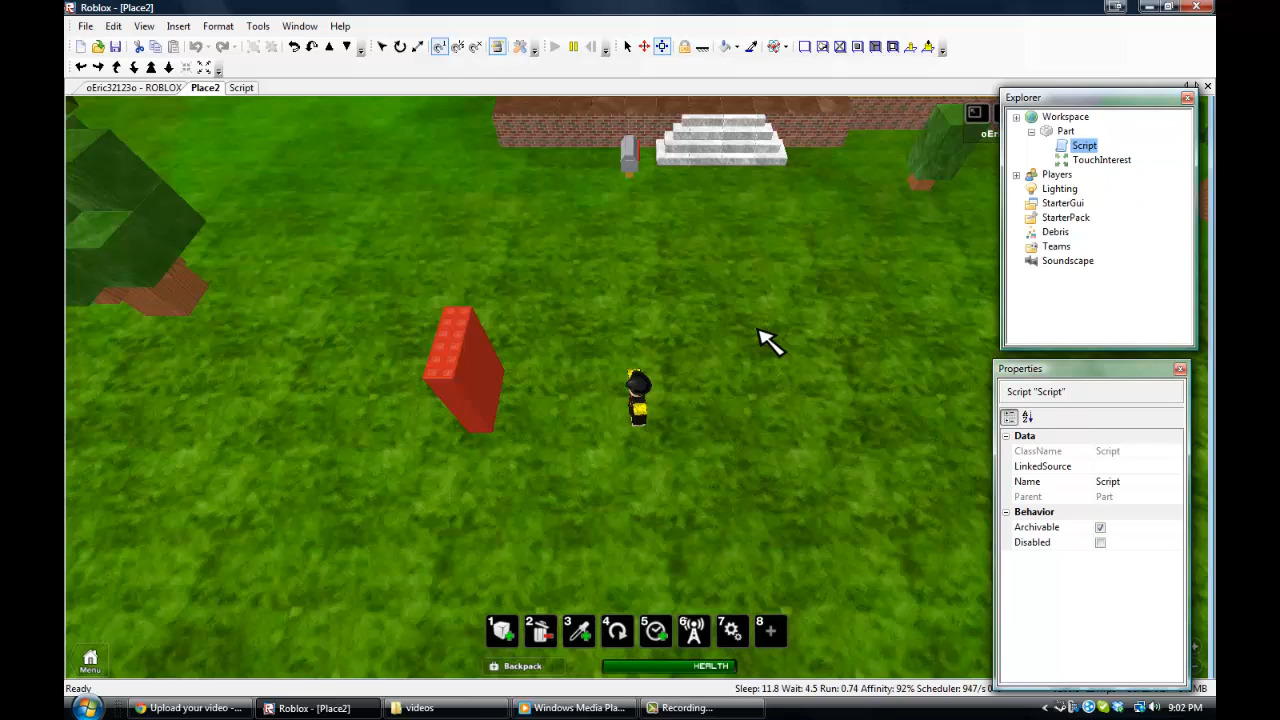 Roblox - [Place2]
File Edit View Insert Format Tools Window Help
oEric32123o - ROBLOX Place2 Script
Explorer
Workspace
Part
Script
TouchInterest
Players
Lighting
StarterGui
StarterPack
Debris
Teams
Soundscape
oEr
Properties
Script "Script"
Data
ClassName Script
LinkedSource
Name Script
Parent Part
Behavior
Archivable
Disabled
1 2 3 4 5 6 7 8
Menu
Backpack HEALTH
Ready Sleep: 11.8 Wait: 4.5 Run: 0.74 Affinity: 92% Scheduler: 947/s MB
Upload your video -... Roblox - [Place2] videos Windows Media Pla... Recording... 9:02 PM